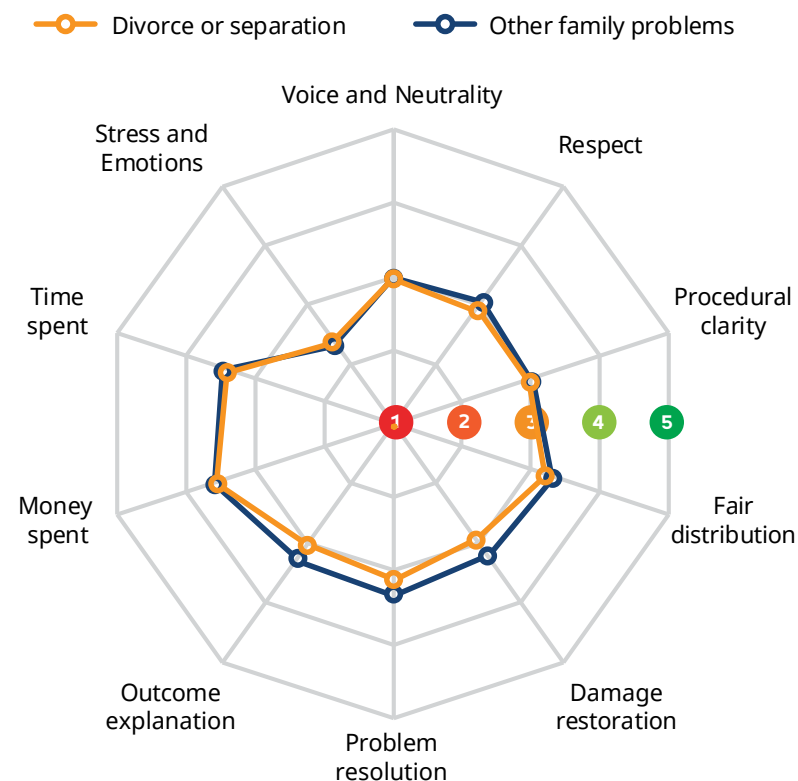 Divorce or separation
Other family problems
Voice and Neutrality
Stress and
Emotions
Respect
Time
spent
Procedural
clarity
1
2
3
4
5
Money
spent
Fair
distribution
Outcome
explanation
Damage
restoration
Problem
resolution